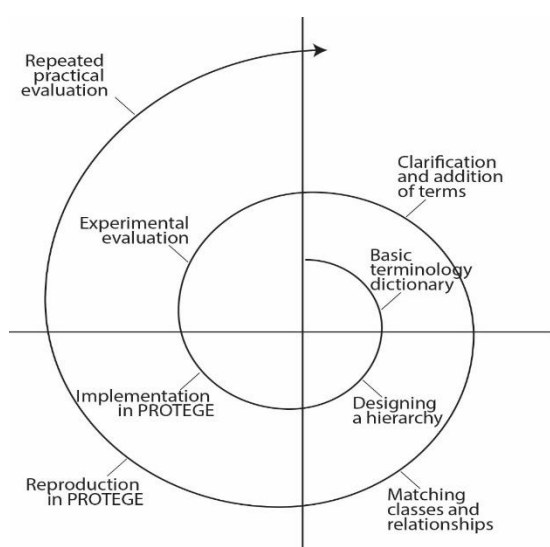 Repeated
practical
evaluation
Clarification
and addition
of terms
Experimental
evaluation
Basic
terminology
dictionary
Implementation
in PROTEGE
Designing
a hierarchy
Reproduction
in PROTEGE
Matching
classes and
relationships